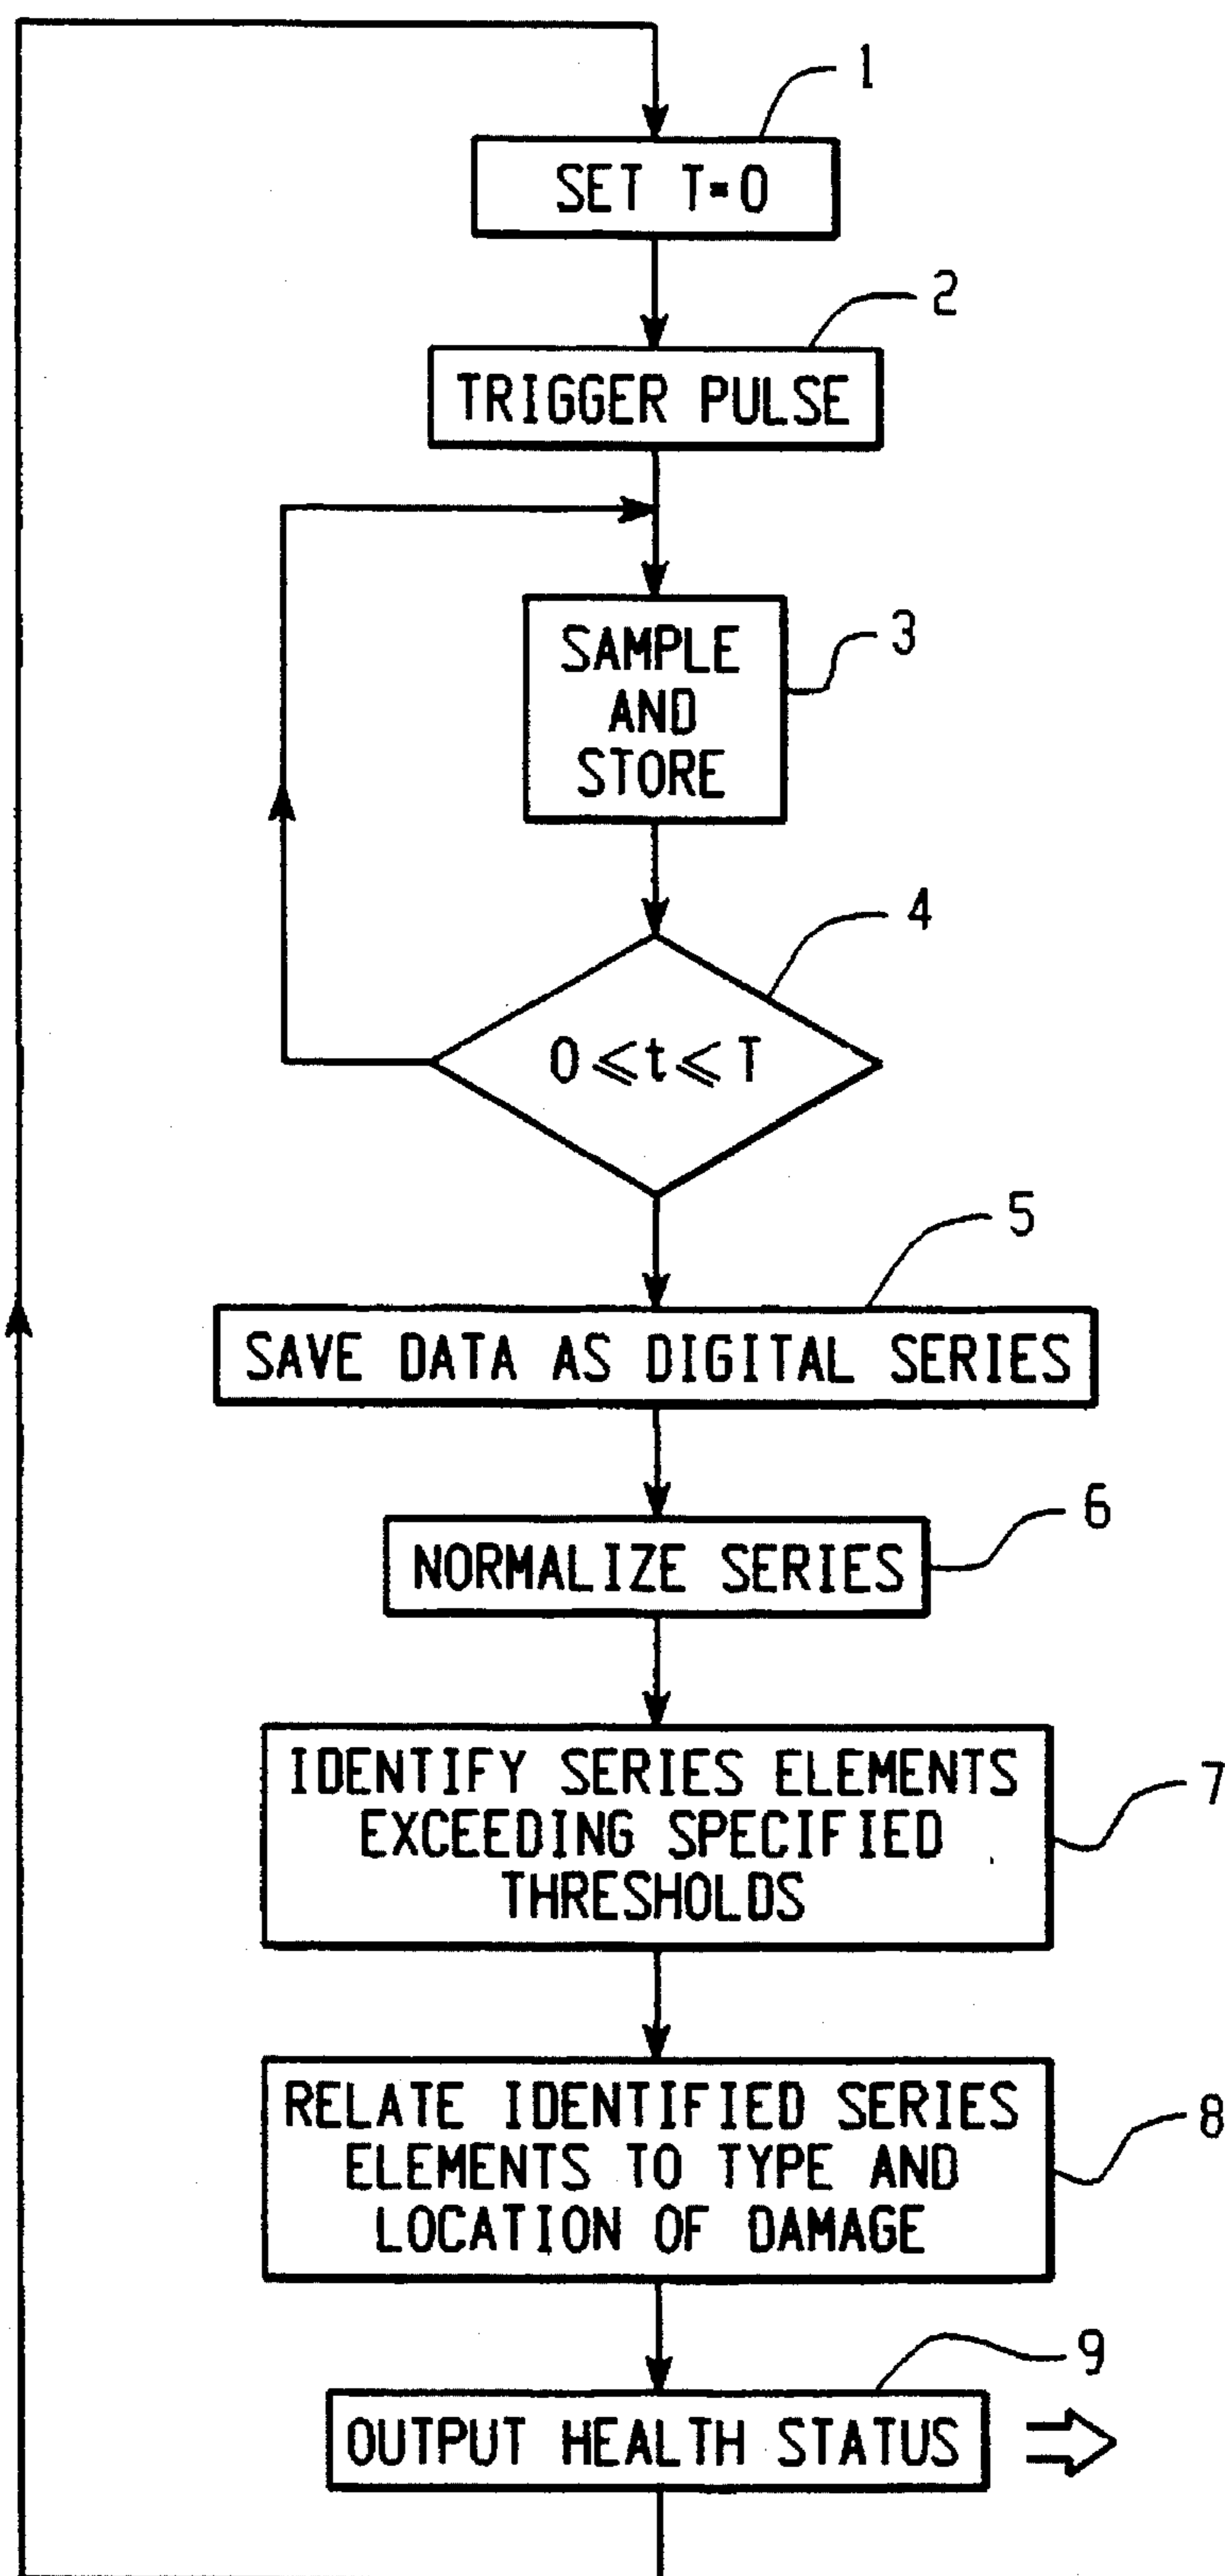 1
SET T=0
2
TRIGGER PULSE
3
SAMPLE
AND
STORE
4
0 ⩽ t ⩽ T
5
SAVE DATA AS DIGITAL SERIES
6
NORMALIZE SERIES
7
IDENTIFY SERIES ELEMENTS
EXCEEDING SPECIFIED
THRESHOLDS
8
RELATE IDENTIFIED SERIES
ELEMENTS TO TYPE AND
LOCATION OF DAMAGE
9
OUTPUT HEALTH STATUS